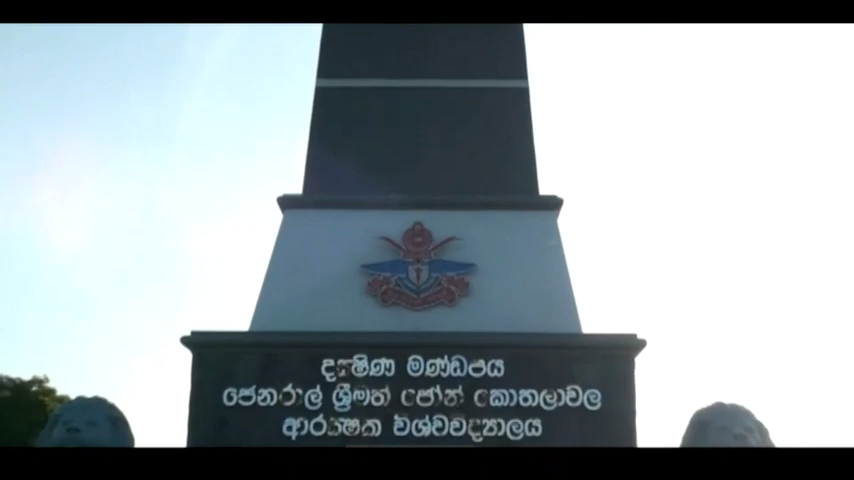 දක්ෂිණ මණ්ඩපය
ජෙනරාල් ශ්‍රීමත් ජෝන් කොතලාවල
ආරක්ෂක විශ්වවිද්‍යාලය